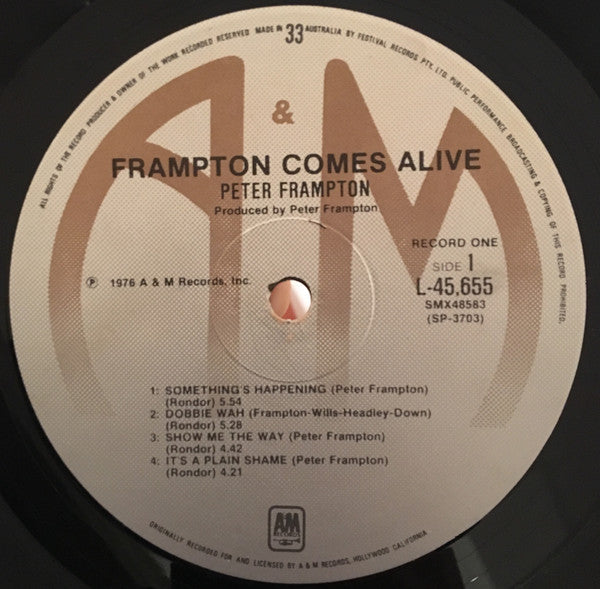 ALL RIGHTS OF THE RECORD PRODUCER & OWNER OF THE WORK RECORDED RESERVED MADE IN 33 AUSTRALIA BY FESTIVAL RECORDS PTY. LTD. PUBLIC PERFORMANCE BROADCASTING & COPYING OF THIS RECORD PROHIBITED.
A & M
FRAMPTON COMES ALIVE
PETER FRAMPTON
Produced by Peter Frampton
RECORD ONE
SIDE 1
L-45,655
SMX48583
(SP-3703)
℗ 1976 A & M Records, Inc.
1: SOMETHING'S HAPPENING (Peter Frampton)
(Rondor) 5.54
2: DOBBIE WAH (Frampton-Wills-Headley-Down)
(Rondor) 5.28
3: SHOW ME THE WAY (Peter Frampton)
(Rondor) 4.42
4: IT'S A PLAIN SHAME (Peter Frampton)
(Rondor) 4.21
AM
RECORDS
ORIGINALLY RECORDED FOR AND LICENSED BY A & M RECORDS, HOLLYWOOD CALIFORNIA